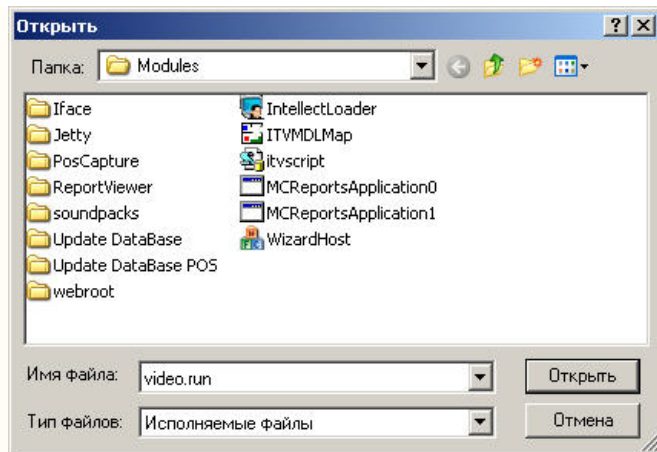 Открыть
Папка: Modules
Iface
Jetty
PosCapture
ReportViewer
soundpacks
Update DataBase
Update DataBase POS
webroot
IntellectLoader
ITVMDLMap
itvscript
MCReportsApplication0
MCReportsApplication1
WizardHost
Имя файла: video.run Открыть
Тип файлов: Исполняемые файлы Отмена